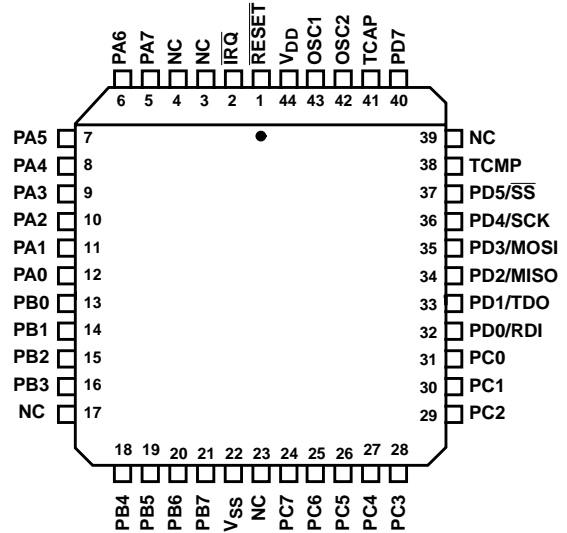 PA6 PA7 NC NC I̅R̅Q̅ R̅E̅S̅E̅T̅ VDD OSC1 OSC2 TCAP PD7
6 5 4 3 2 1 44 43 42 41 40
PA5 7 39 NC
PA4 8 38 TCMP
PA3 9 37 PD5/S̅S̅
PA2 10 36 PD4/SCK
PA1 11 35 PD3/MOSI
PA0 12 34 PD2/MISO
PB0 13 33 PD1/TDO
PB1 14 32 PD0/RDI
PB2 15 31 PC0
PB3 16 30 PC1
NC 17 29 PC2
18 19 20 21 22 23 24 25 26 27 28
PB4 PB5 PB6 PB7 VSS NC PC7 PC6 PC5 PC4 PC3